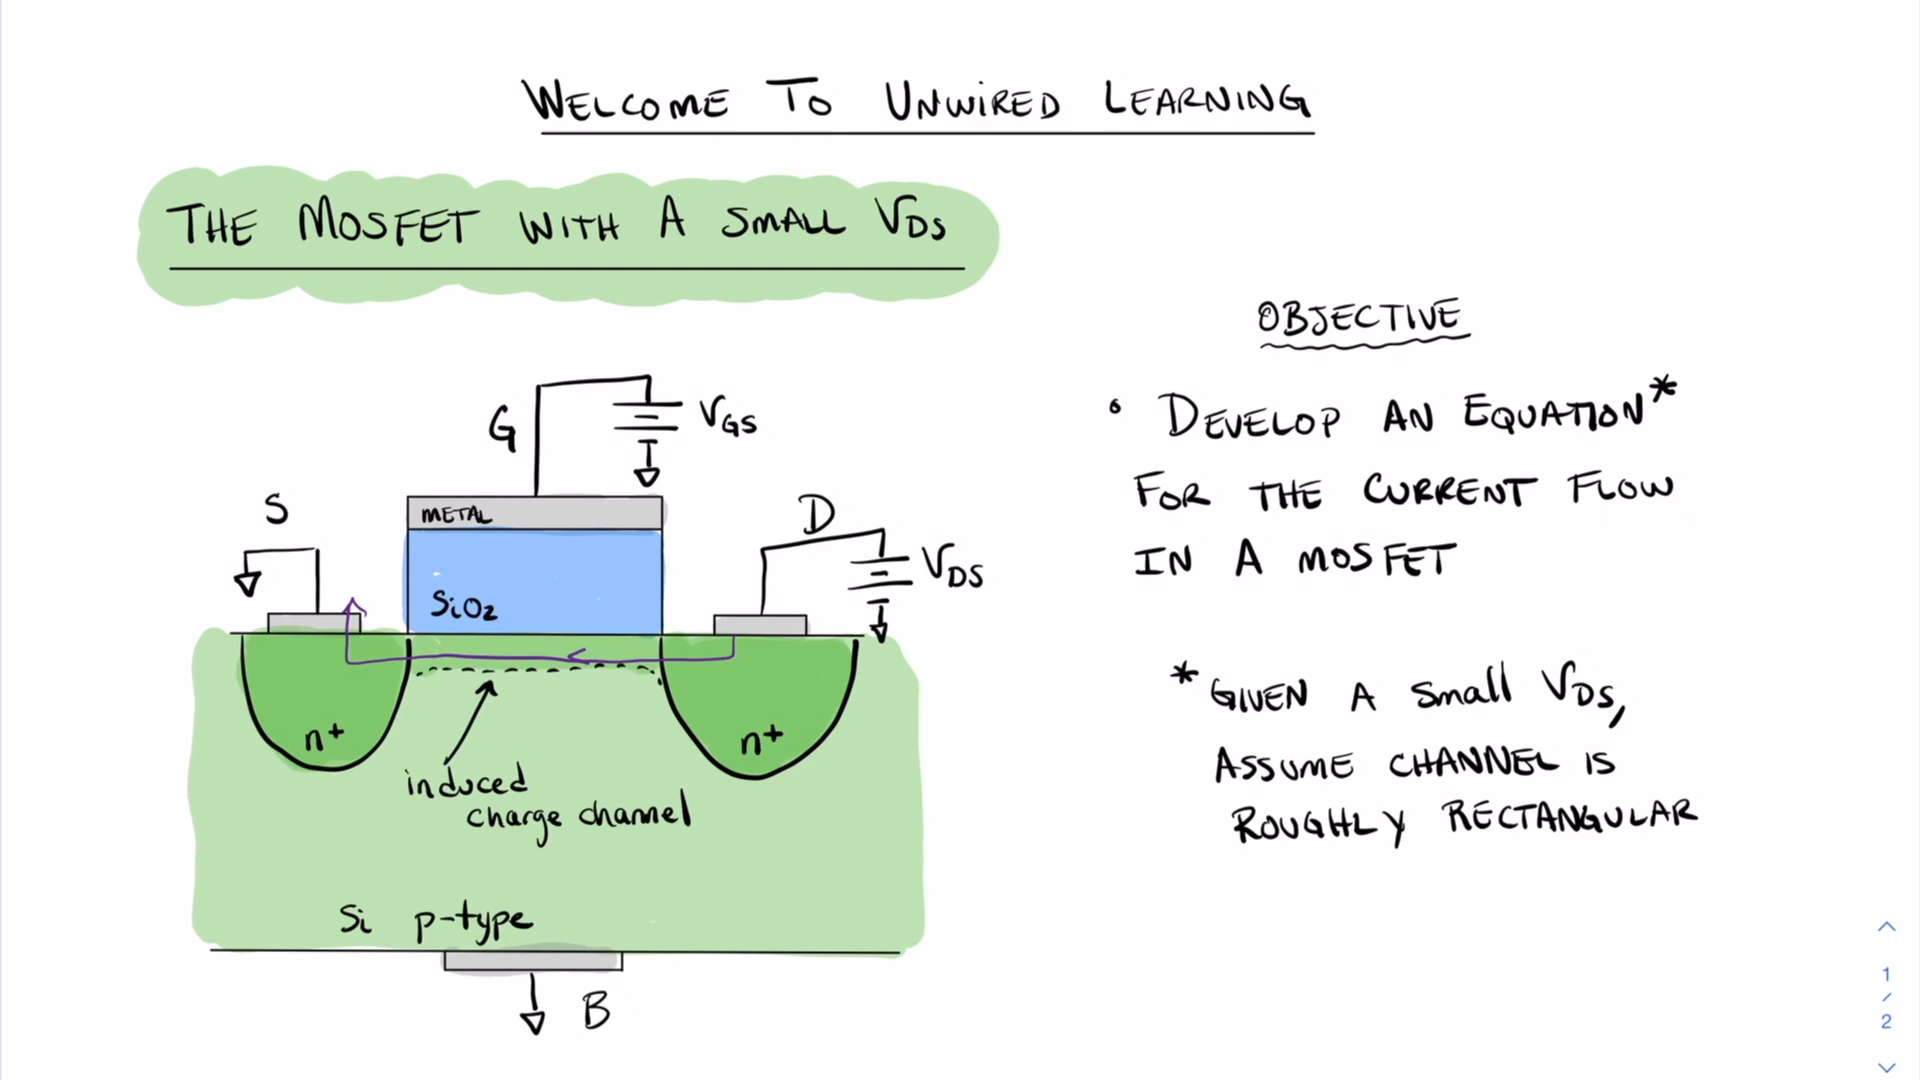 WELCOME TO UNWIRED LEARNING
THE MOSFET WITH A SMALL VDS
OBJECTIVE
• DEVELOP AN EQUATION*
FOR THE CURRENT FLOW
IN A MOSFET
* GIVEN A SMALL VDS,
ASSUME CHANNEL IS
ROUGHLY RECTANGULAR
G
VGS
S
METAL
D
VDS
SiO2
n+
n+
induced
charge channel
Si p-type
B
1
/
2